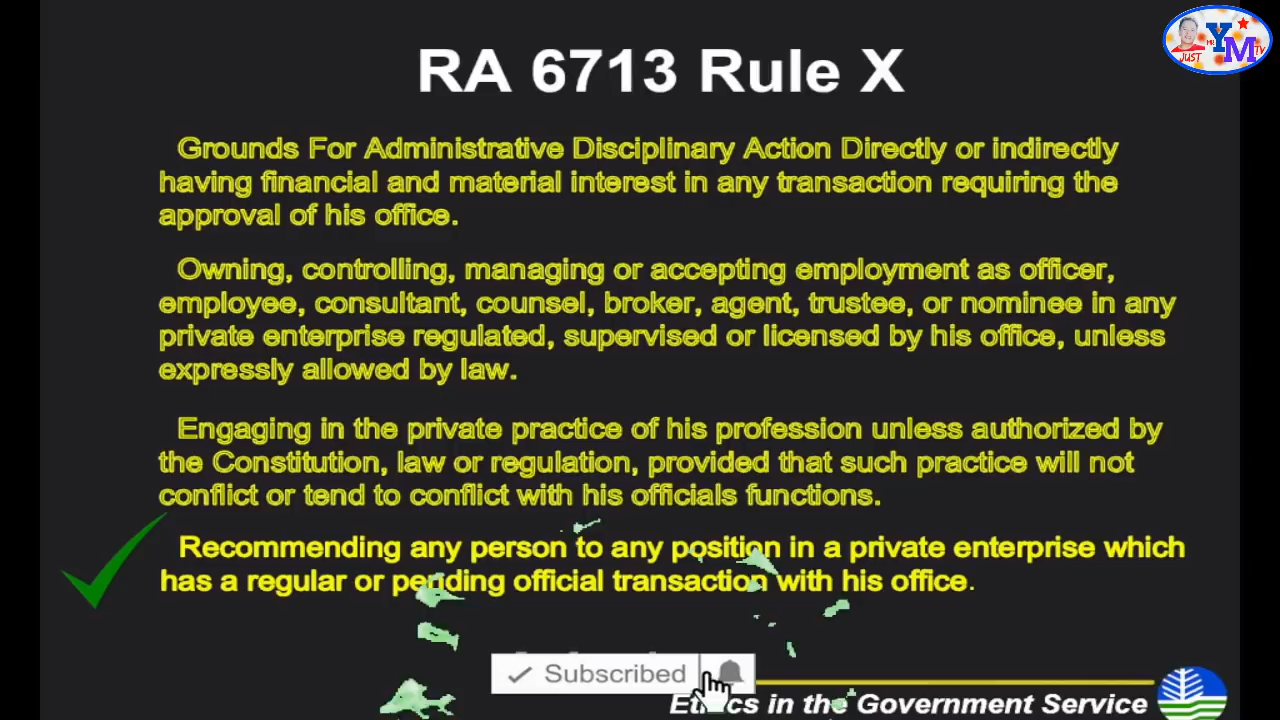 RA 6713 Rule X
JUST MR YM TV
Grounds For Administrative Disciplinary Action Directly or indirectly
having financial and material interest in any transaction requiring the
approval of his office.
Owning, controlling, managing or accepting employment as officer,
employee, consultant, counsel, broker, agent, trustee, or nominee in any
private enterprise regulated, supervised or licensed by his office, unless
expressly allowed by law.
Engaging in the private practice of his profession unless authorized by
the Constitution, law or regulation, provided that such practice will not
conflict or tend to conflict with his officials functions.
Recommending any person to any position in a private enterprise which
has a regular or pending official transaction with his office.
Subscribed
Ethics in the Government Service